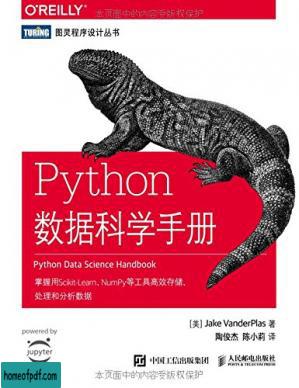 O'REILLY®
本页面中的内容受版权保护
TURING 图灵程序设计丛书
Python
数据科学手册
Python Data Science Handbook
掌握用Scikit-Learn、NumPy等工具高效存储、
处理和分析数据
本页面中的内容受版权保护
powered by
jupyter
[美] Jake VanderPlas 著
陶俊杰 陈小莉 译
中国工信出版集团
人民邮电出版社
homeofpdf.com